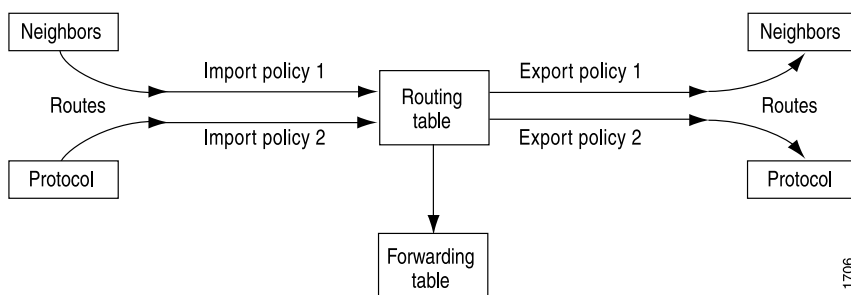 Neighbors
Neighbors
Import policy 1
Export policy 1
Routes
Routing
table
Routes
Import policy 2
Export policy 2
Protocol
Protocol
Forwarding
table
1706